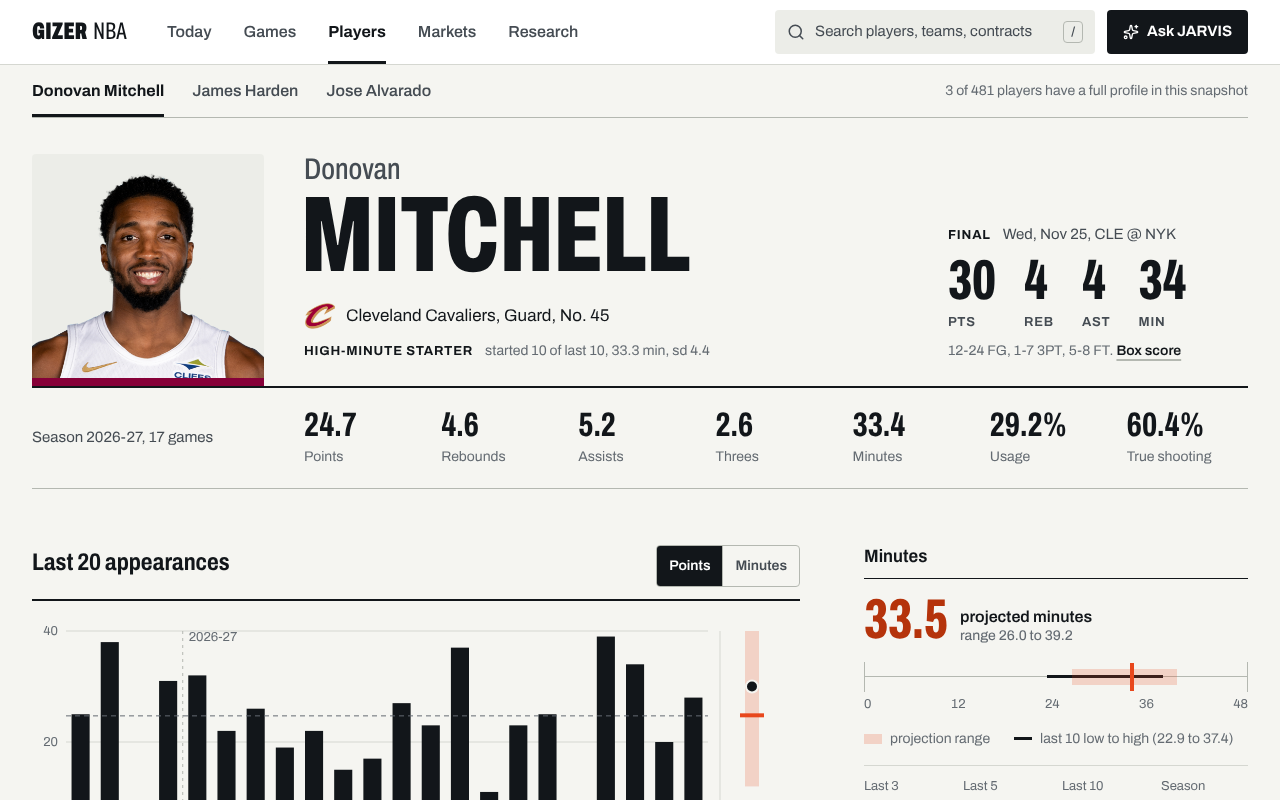 GIZER NBA
Today
Games
Players
Markets
Research
Search players, teams, contracts
/
Ask JARVIS
Donovan Mitchell
James Harden
Jose Alvarado
3 of 481 players have a full profile in this snapshot
Donovan
MITCHELL
Cleveland Cavaliers, Guard, No. 45
HIGH-MINUTE STARTER started 10 of last 10, 33.3 min, sd 4.4
FINAL Wed, Nov 25, CLE @ NYK
30 4 4 34
PTS REB AST MIN
12-24 FG, 1-7 3PT, 5-8 FT. Box score
Season 2026-27, 17 games
24.7 4.6 5.2 2.6 33.4 29.2% 60.4%
Points Rebounds Assists Threes Minutes Usage True shooting
Last 20 appearances
Points Minutes
40
2026-27
20
Minutes
33.5
projected minutes
range 26.0 to 39.2
0 12 24 36 48
projection range
last 10 low to high (22.9 to 37.4)
Last 3 Last 5 Last 10 Season